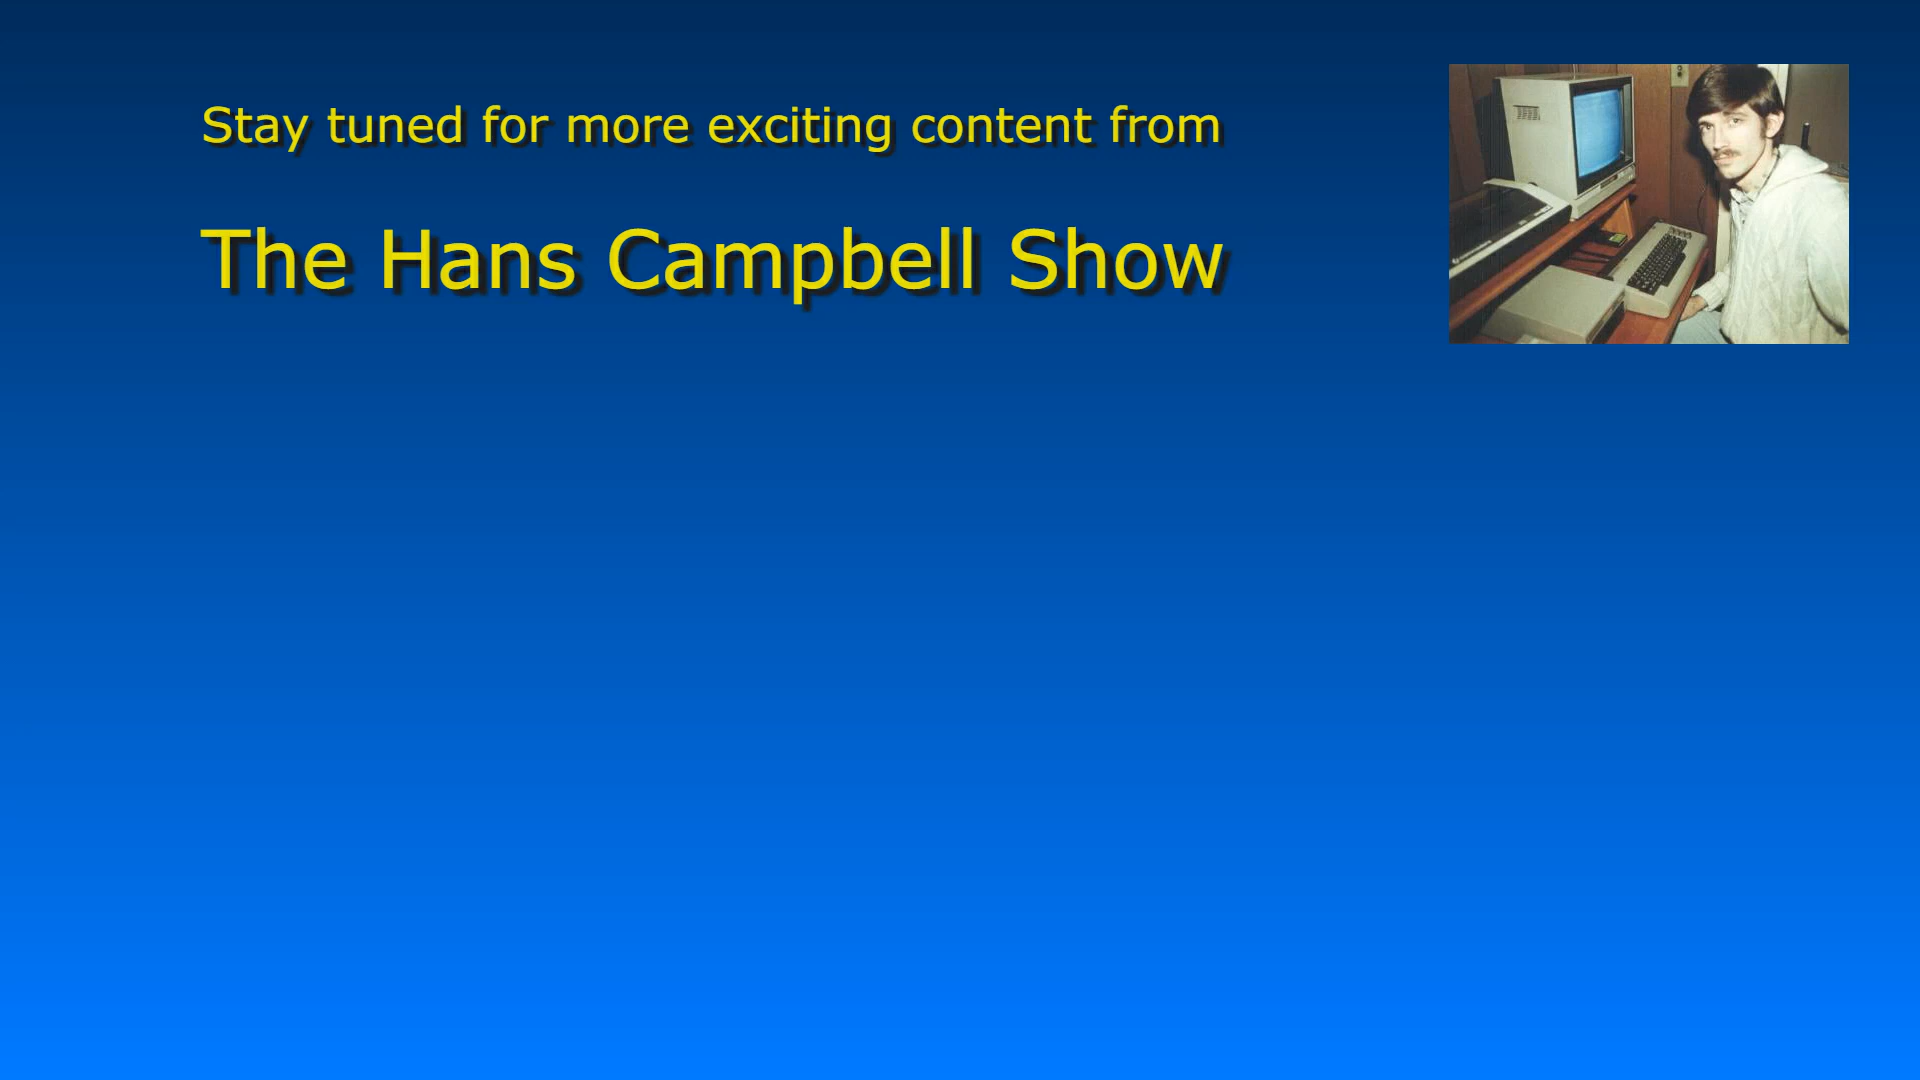 Stay tuned for more exciting content from
The Hans Campbell Show